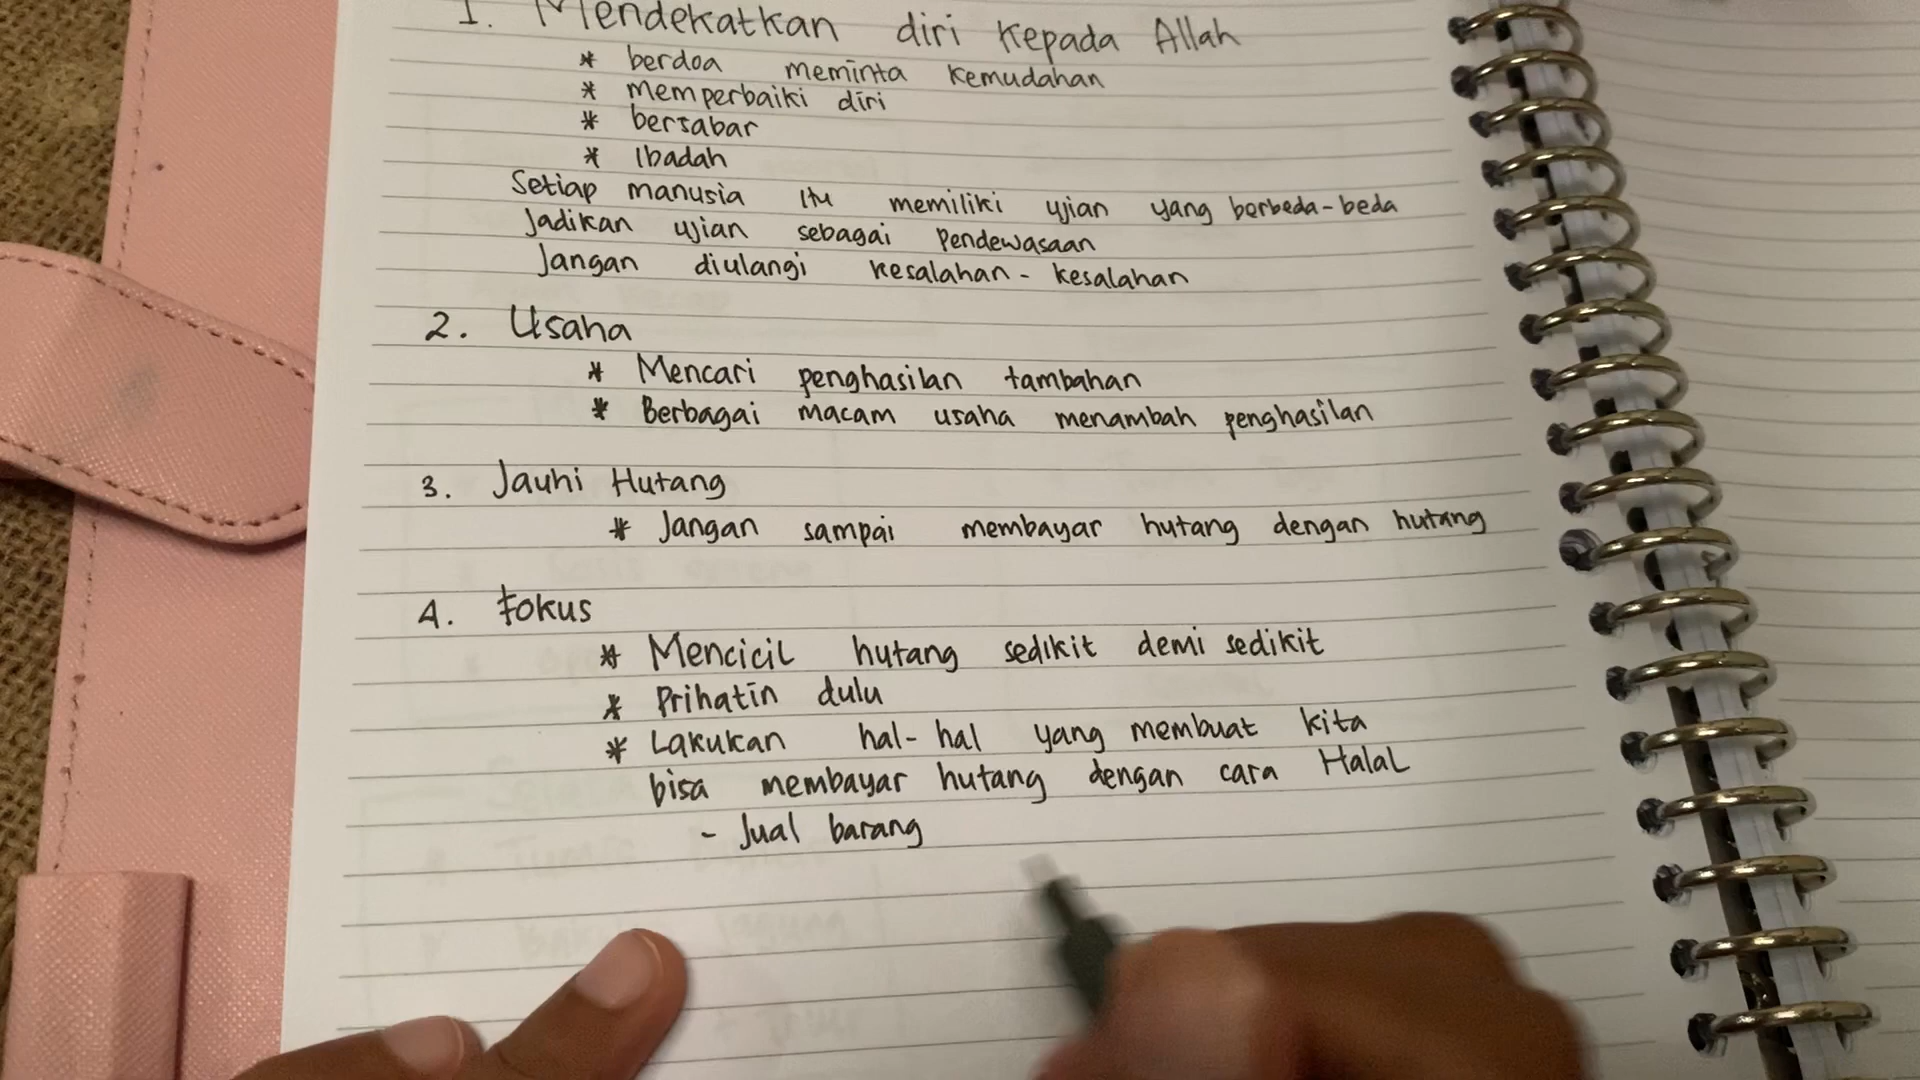 1. Mendekatkan diri Kepada Allah
* berdoa meminta Kemudahan
* memperbaiki diri
* bersabar
* Ibadah
Setiap manusia itu memiliki ujian yang berbeda-beda
Jadikan ujian sebagai Pendewasaan
Jangan diulangi kesalahan-kesalahan
2. Usaha
* Mencari penghasilan tambahan
* Berbagai macam usaha menambah penghasilan
3. Jauhi Hutang
* Jangan sampai membayar hutang dengan hutang
4. Fokus
* Mencicil hutang sedikit demi sedikit
* Prihatin dulu
* Lakukan hal-hal yang membuat kita
bisa membayar hutang dengan cara Halal
- Jual barang